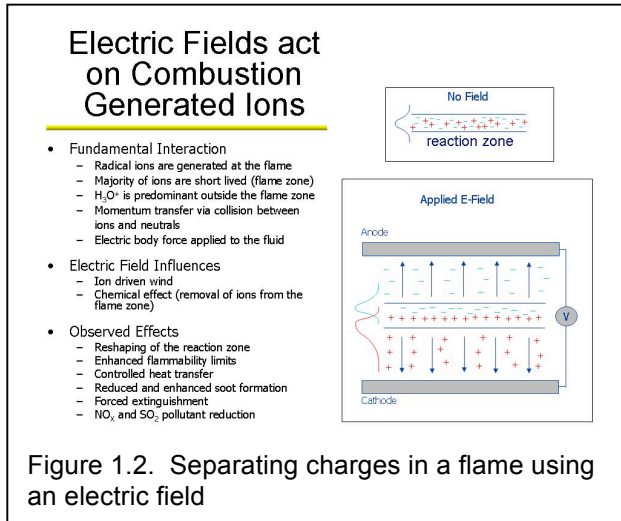 Electric Fields act
on Combustion
Generated Ions
• Fundamental Interaction
– Radical ions are generated at the flame
– Majority of ions are short lived (flame zone)
– H₃O⁺ is predominant outside the flame zone
– Momentum transfer via collision between
ions and neutrals
– Electric body force applied to the fluid
• Electric Field Influences
– Ion driven wind
– Chemical effect (removal of ions from the
flame zone)
• Observed Effects
– Reshaping of the reaction zone
– Enhanced flammability limits
– Controlled heat transfer
– Reduced and enhanced soot formation
– Forced extinguishment
– NOₓ and SO₂ pollutant reduction
No Field
reaction zone
Applied E-Field
Anode
V
Cathode
Figure 1.2. Separating charges in a flame using
an electric field